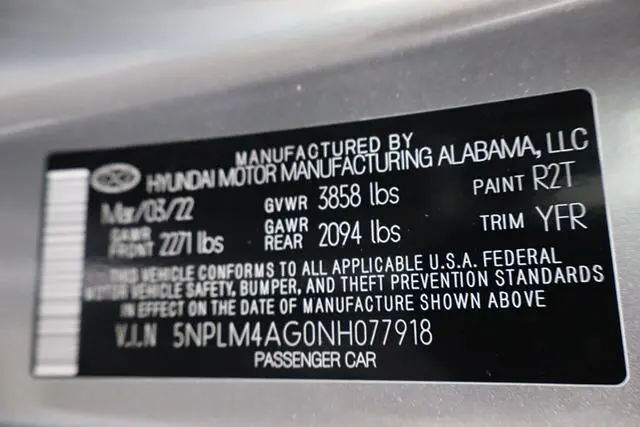 MANUFACTURED BY
HYUNDAI MOTOR MANUFACTURING ALABAMA, LLC
Mar/03/22 GVWR 3858 lbs PAINT R2T
GAWR FRONT 2271 lbs GAWR REAR 2094 lbs TRIM YFR
THIS VEHICLE CONFORMS TO ALL APPLICABLE U.S.A. FEDERAL
MOTOR VEHICLE SAFETY, BUMPER, AND THEFT PREVENTION STANDARDS
IN EFFECT ON THE DATE OF MANUFACTURE SHOWN ABOVE
V.I.N 5NPLM4AG0NH077918
PASSENGER CAR